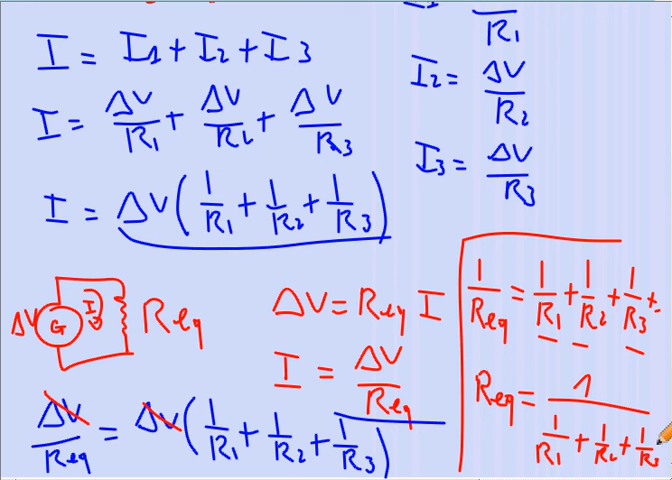 I = I1 + I2 + I3
I = ΔV/R1 + ΔV/R2 + ΔV/R3
I = ΔV(1/R1 + 1/R2 + 1/R3)
R1
I2 = ΔV/R2
I3 = ΔV/R3
ΔV G I Req
ΔV = Req I
I = ΔV/Req
ΔV/Req = ΔV(1/R1 + 1/R2 + 1/R3)
1/Req = 1/R1 + 1/R2 + 1/R3 +
Req = 1/(1/R1 + 1/R2 + 1/R3)